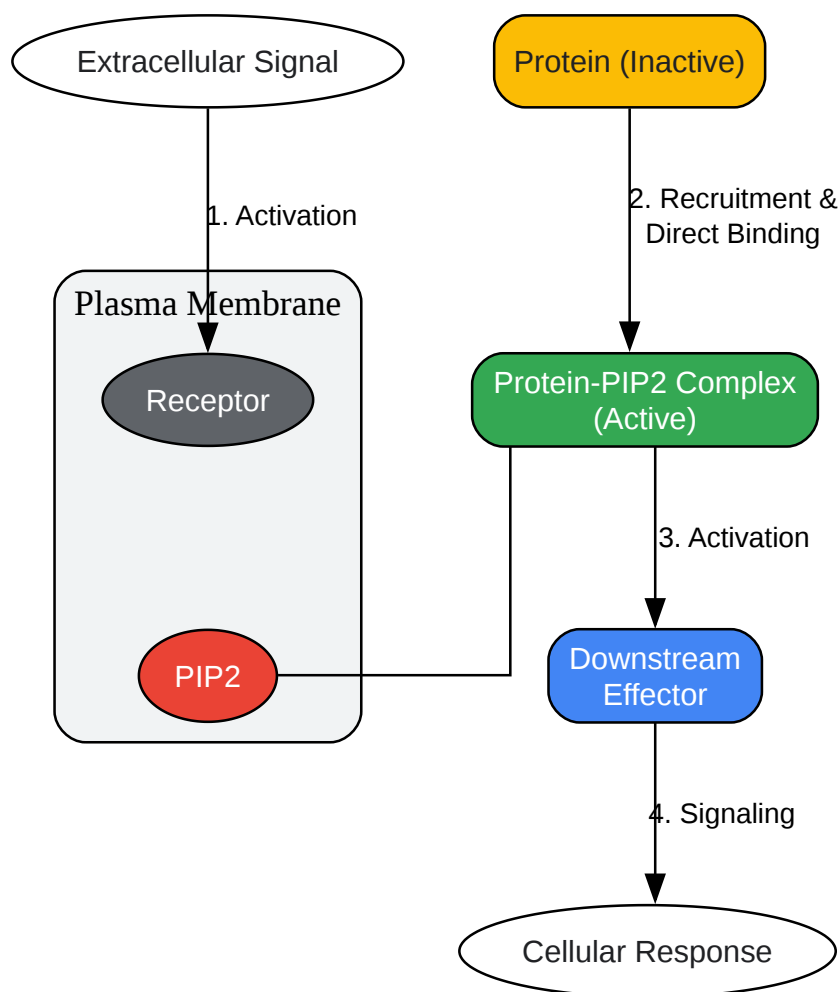 Extracellular Signal
Protein (Inactive)
1. Activation
2. Recruitment &
Direct Binding
Plasma Membrane
Receptor
Protein-PIP2 Complex
(Active)
3. Activation
PIP2
Downstream
Effector
4. Signaling
Cellular Response